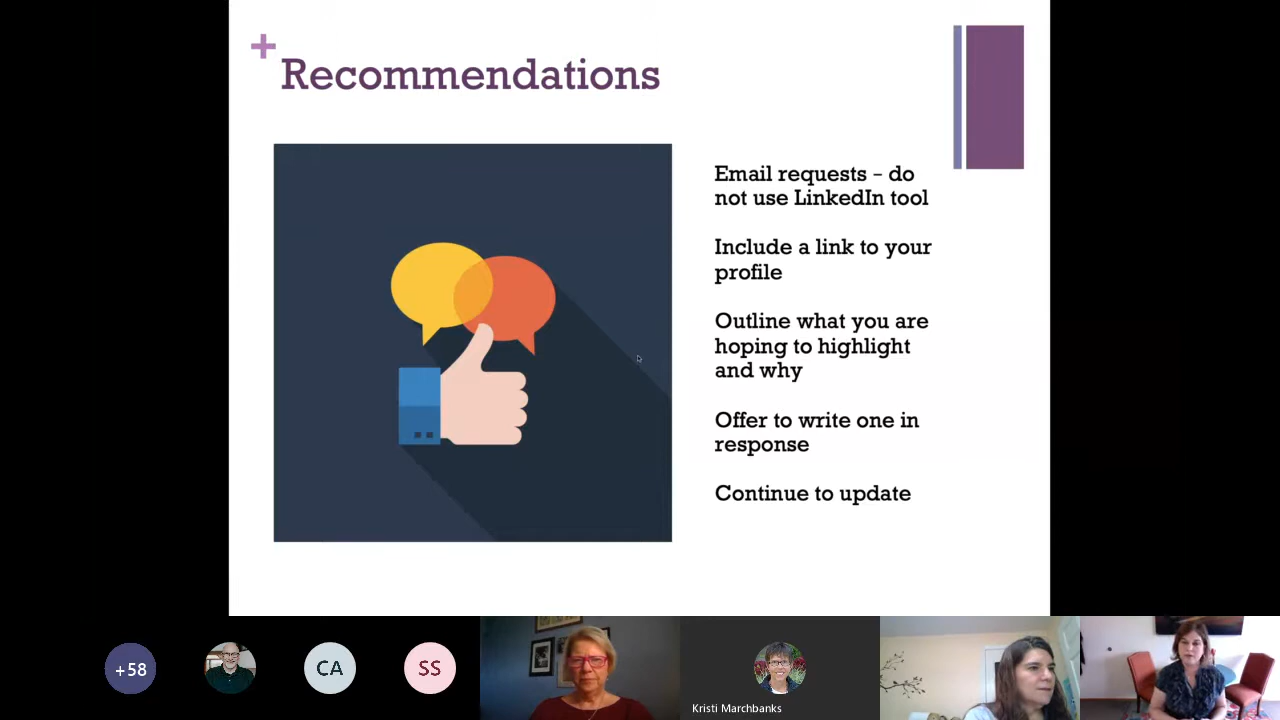 +
Recommendations
Email requests – do
not use LinkedIn tool
Include a link to your
profile
Outline what you are
hoping to highlight
and why
Offer to write one in
response
Continue to update
+58
CA
SS
Kristi Marchbanks